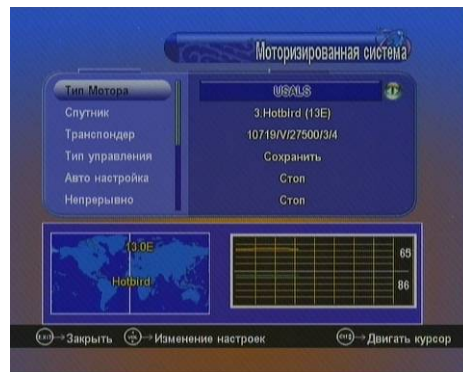 Моторизированная система
Тип Мотора USALS
Спутник 3.Hotbird (13E)
Транспондер 10719/V/27500/3/4
Тип управления Сохранить
Авто настройка Стоп
Непрерывно Стоп
13.0E
Hotbird
65
86
EXIT →Закрыть →Изменение настроек →Двигать курсор